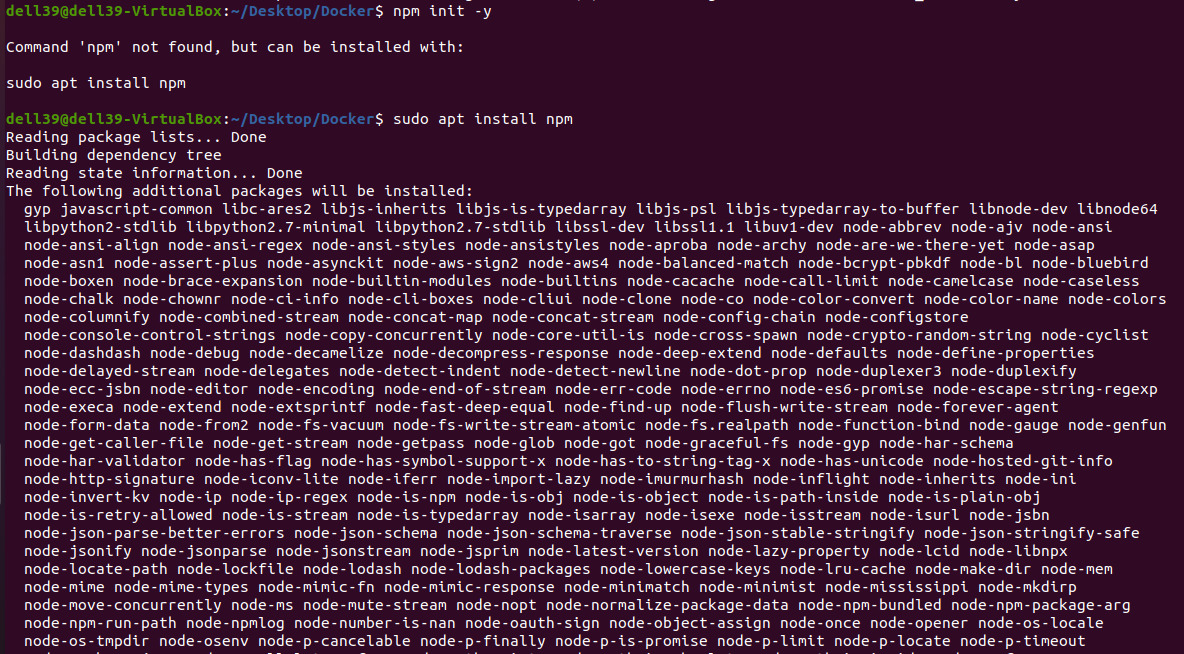 dell39@dell39-VirtualBox:~/Desktop/Docker$ npm init -y
Command 'npm' not found, but can be installed with:
sudo apt install npm
dell39@dell39-VirtualBox:~/Desktop/Docker$ sudo apt install npm
Reading package lists... Done
Building dependency tree
Reading state information... Done
The following additional packages will be installed:
gyp javascript-common libc-ares2 libjs-inherits libjs-is-typedarray libjs-psl libjs-typedarray-to-buffer libnode-dev libnode64
libpython2-stdlib libpython2.7-minimal libpython2.7-stdlib libssl-dev libssl1.1 libuv1-dev node-abbrev node-ajv node-ansi
node-ansi-align node-ansi-regex node-ansi-styles node-ansistyles node-aproba node-archy node-are-we-there-yet node-asap
node-asn1 node-assert-plus node-asynckit node-aws-sign2 node-aws4 node-balanced-match node-bcrypt-pbkdf node-bl node-bluebird
node-boxen node-brace-expansion node-builtin-modules node-builtins node-cacache node-call-limit node-camelcase node-caseless
node-chalk node-chownr node-ci-info node-cli-boxes node-cliui node-clone node-co node-color-convert node-color-name node-colors
node-columnify node-combined-stream node-concat-map node-concat-stream node-config-chain node-configstore
node-console-control-strings node-copy-concurrently node-core-util-is node-cross-spawn node-crypto-random-string node-cyclist
node-dashdash node-debug node-decamelize node-decompress-response node-deep-extend node-defaults node-define-properties
node-delayed-stream node-delegates node-detect-indent node-detect-newline node-dot-prop node-duplexer3 node-duplexify
node-ecc-jsbn node-editor node-encoding node-end-of-stream node-err-code node-errno node-es6-promise node-escape-string-regexp
node-execa node-extend node-extsprintf node-fast-deep-equal node-find-up node-flush-write-stream node-forever-agent
node-form-data node-from2 node-fs-vacuum node-fs-write-stream-atomic node-fs.realpath node-function-bind node-gauge node-genfun
node-get-caller-file node-get-stream node-getpass node-glob node-got node-graceful-fs node-gyp node-har-schema
node-har-validator node-has-flag node-has-symbol-support-x node-has-to-string-tag-x node-has-unicode node-hosted-git-info
node-http-signature node-iconv-lite node-iferr node-import-lazy node-imurmurhash node-inflight node-inherits node-ini
node-invert-kv node-ip node-ip-regex node-is-npm node-is-obj node-is-object node-is-path-inside node-is-plain-obj
node-is-retry-allowed node-is-stream node-is-typedarray node-isarray node-isexe node-isstream node-isurl node-jsbn
node-json-parse-better-errors node-json-schema node-json-schema-traverse node-json-stable-stringify node-json-stringify-safe
node-jsonify node-jsonparse node-jsonstream node-jsprim node-latest-version node-lazy-property node-lcid node-libnpx
node-locate-path node-lockfile node-lodash node-lodash-packages node-lowercase-keys node-lru-cache node-make-dir node-mem
node-mime node-mime-types node-mimic-fn node-mimic-response node-minimatch node-minimist node-mississippi node-mkdirp
node-move-concurrently node-ms node-mute-stream node-nopt node-normalize-package-data node-npm-bundled node-npm-package-arg
node-npm-run-path node-npmlog node-number-is-nan node-oauth-sign node-object-assign node-once node-opener node-os-locale
node-os-tmpdir node-osenv node-p-cancelable node-p-finally node-p-is-promise node-p-limit node-p-locate node-p-timeout